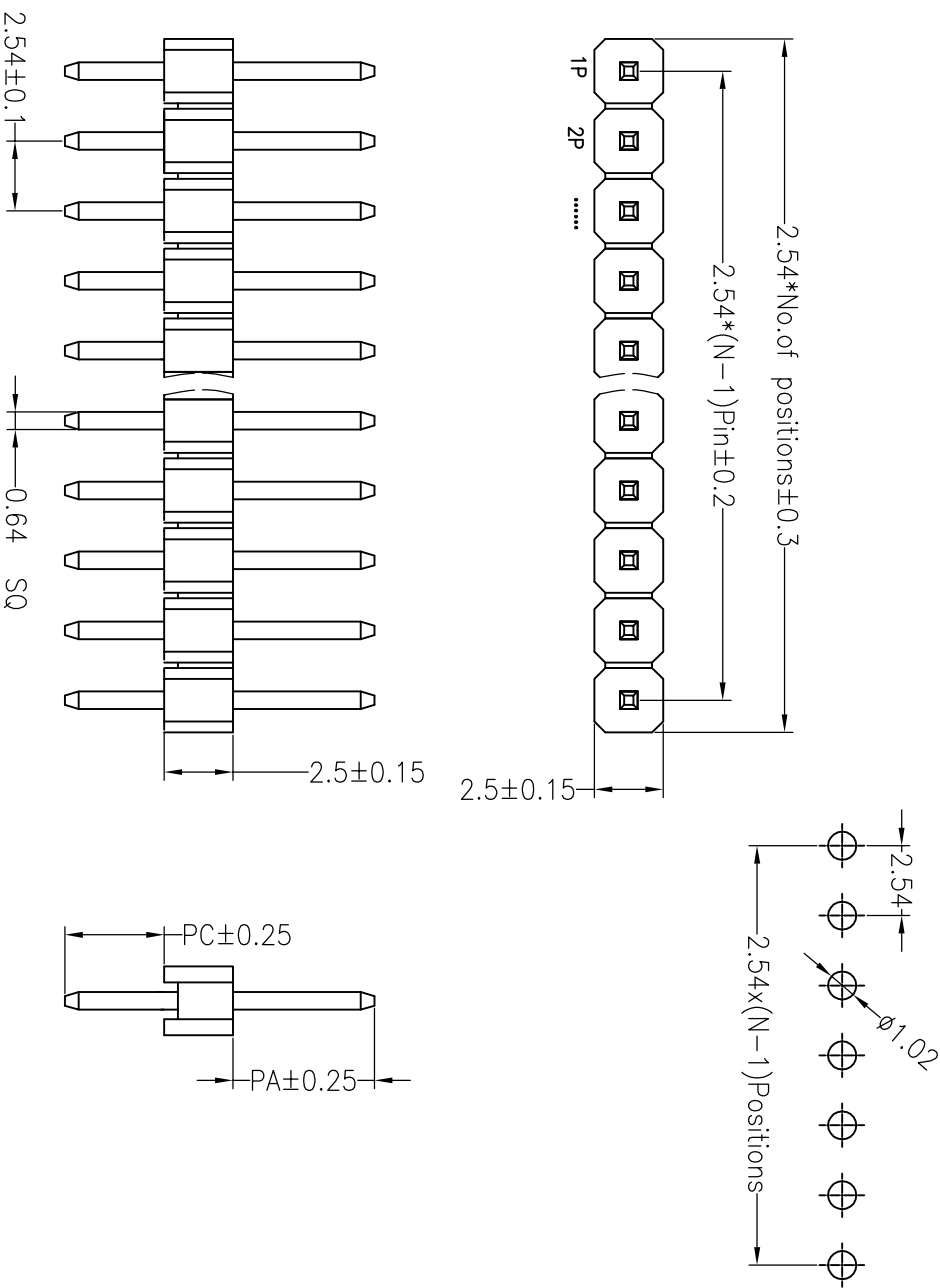 2.54*No.of positions±0.3
2.54*(N-1)Pin±0.2
1P
2P
......
2.5±0.15
2.54±0.1
0.64 SQ
2.5±0.15
2.54
ø1.02
2.54x(N-1)Positions
PC±0.25
PA±0.25